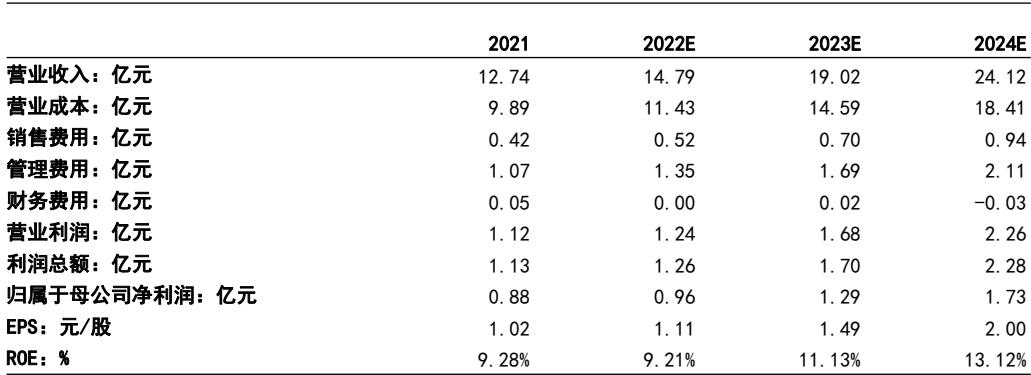 2021 2022E 2023E 2024E
营业收入：亿元 12.74 14.79 19.02 24.12
营业成本：亿元 9.89 11.43 14.59 18.41
销售费用：亿元 0.42 0.52 0.70 0.94
管理费用：亿元 1.07 1.35 1.69 2.11
财务费用：亿元 0.05 0.00 0.02 -0.03
营业利润：亿元 1.12 1.24 1.68 2.26
利润总额：亿元 1.13 1.26 1.70 2.28
归属于母公司净利润：亿元 0.88 0.96 1.29 1.73
EPS：元/股 1.02 1.11 1.49 2.00
ROE：% 9.28% 9.21% 11.13% 13.12%